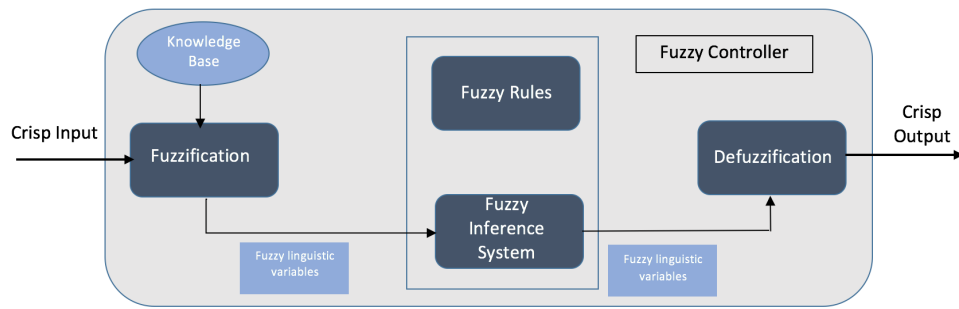 Knowledge
Base
Fuzzy Controller
Fuzzy Rules
Crisp Input
Crisp
Output
Fuzzification
Defuzzification
Fuzzy
Inference
System
Fuzzy linguistic
variables
Fuzzy linguistic
variables